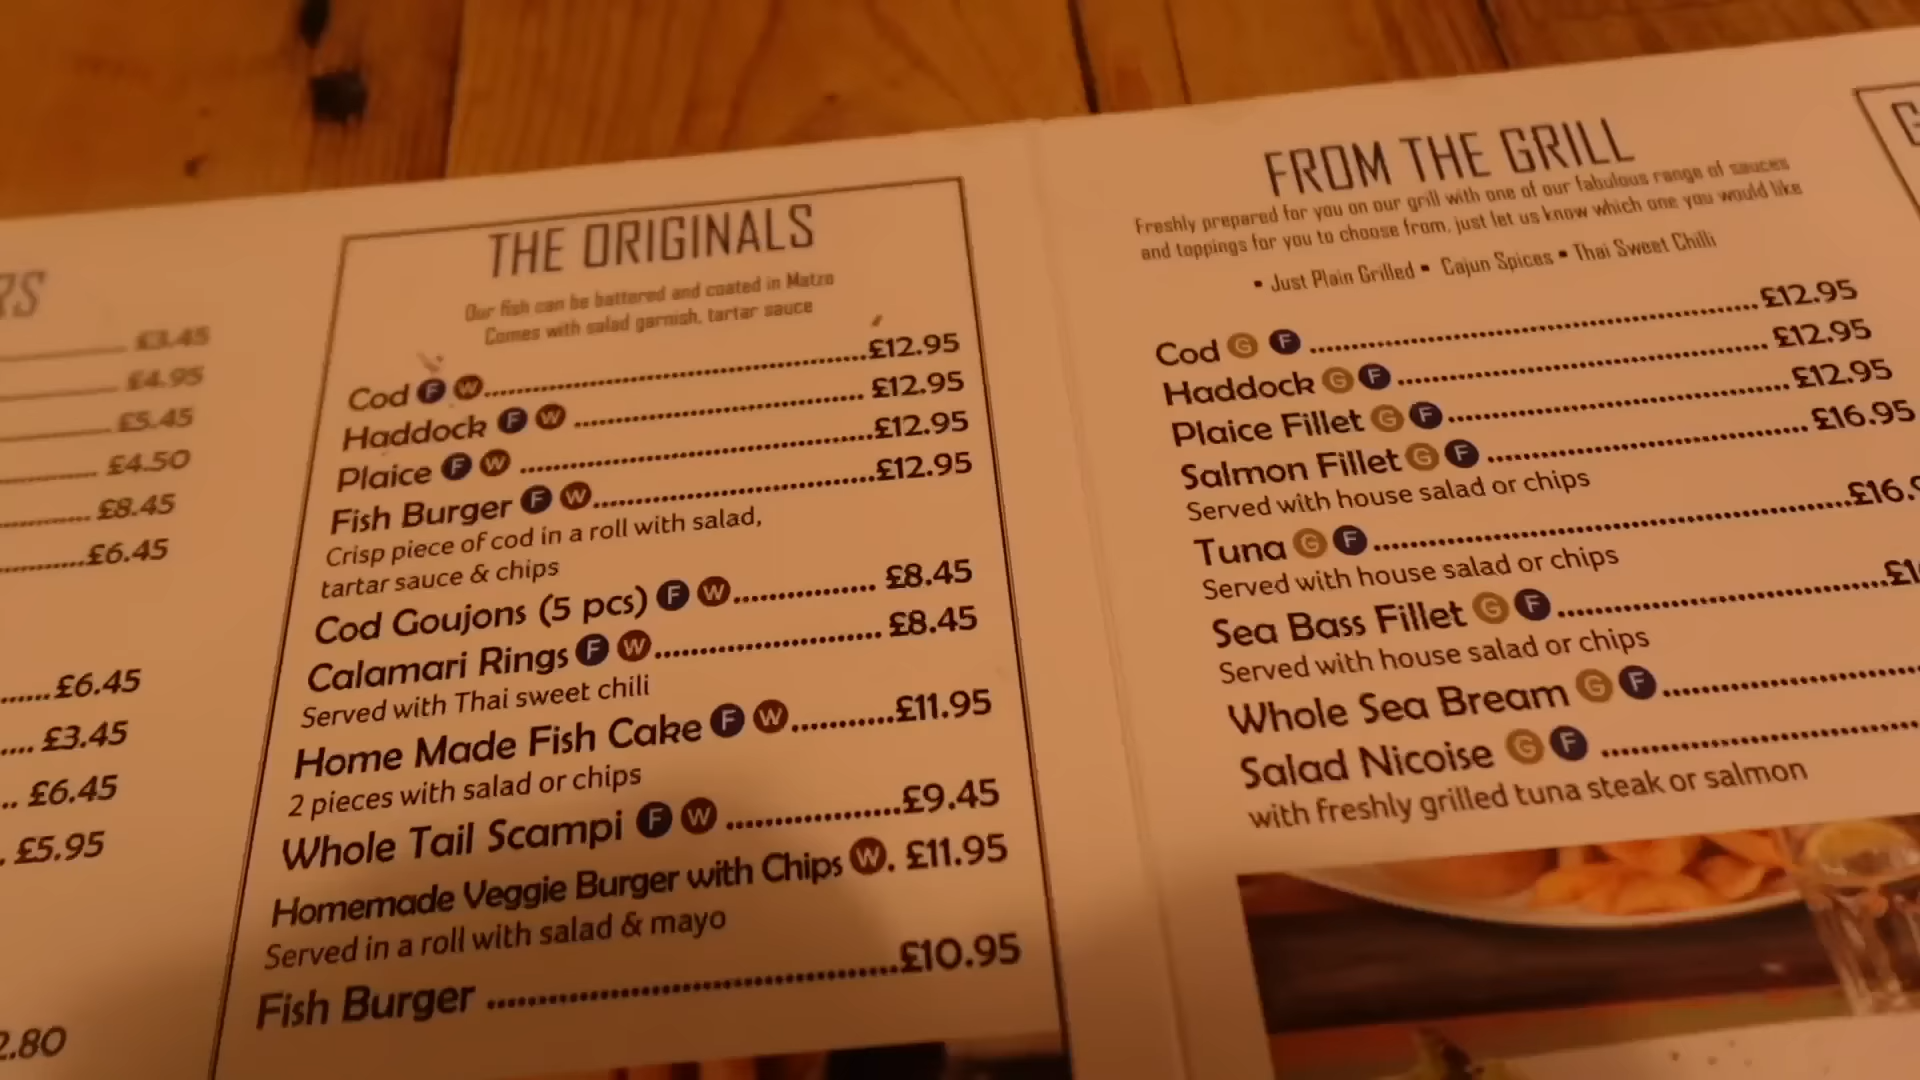 RS
£3.45
£4.95
£5.45
£4.50
£8.45
£6.45
£6.45
£3.45
£6.45
£5.95
2.80
THE ORIGINALS
Our fish can be battered and coated in Matzo
Comes with salad garnish, tartar sauce
Cod F W £12.95
Haddock F W £12.95
Plaice F W £12.95
Fish Burger F W £12.95
Crisp piece of cod in a roll with salad,
tartar sauce & chips
Cod Goujons (5 pcs) F W £8.45
Calamari Rings F W £8.45
Served with Thai sweet chili
Home Made Fish Cake F W £11.95
2 pieces with salad or chips
Whole Tail Scampi F W £9.45
Homemade Veggie Burger with Chips W . £11.95
Served in a roll with salad & mayo
Fish Burger £10.95
FROM THE GRILL
Freshly prepared for you on our grill with one of our fabulous range of sauces
and toppings for you to choose from, just let us know which one you would like
• Just Plain Grilled • Cajun Spices • Thai Sweet Chilli
Cod G F £12.95
Haddock G F £12.95
Plaice Fillet G F £12.95
Salmon Fillet G F £16.95
Served with house salad or chips
Tuna G F £16.9
Served with house salad or chips
Sea Bass Fillet G F £1
Served with house salad or chips
Whole Sea Bream G F
Salad Nicoise G F
with freshly grilled tuna steak or salmon
G